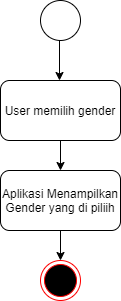 User memilih gender
Aplikasi Menampilkan
Gender yang di piliih